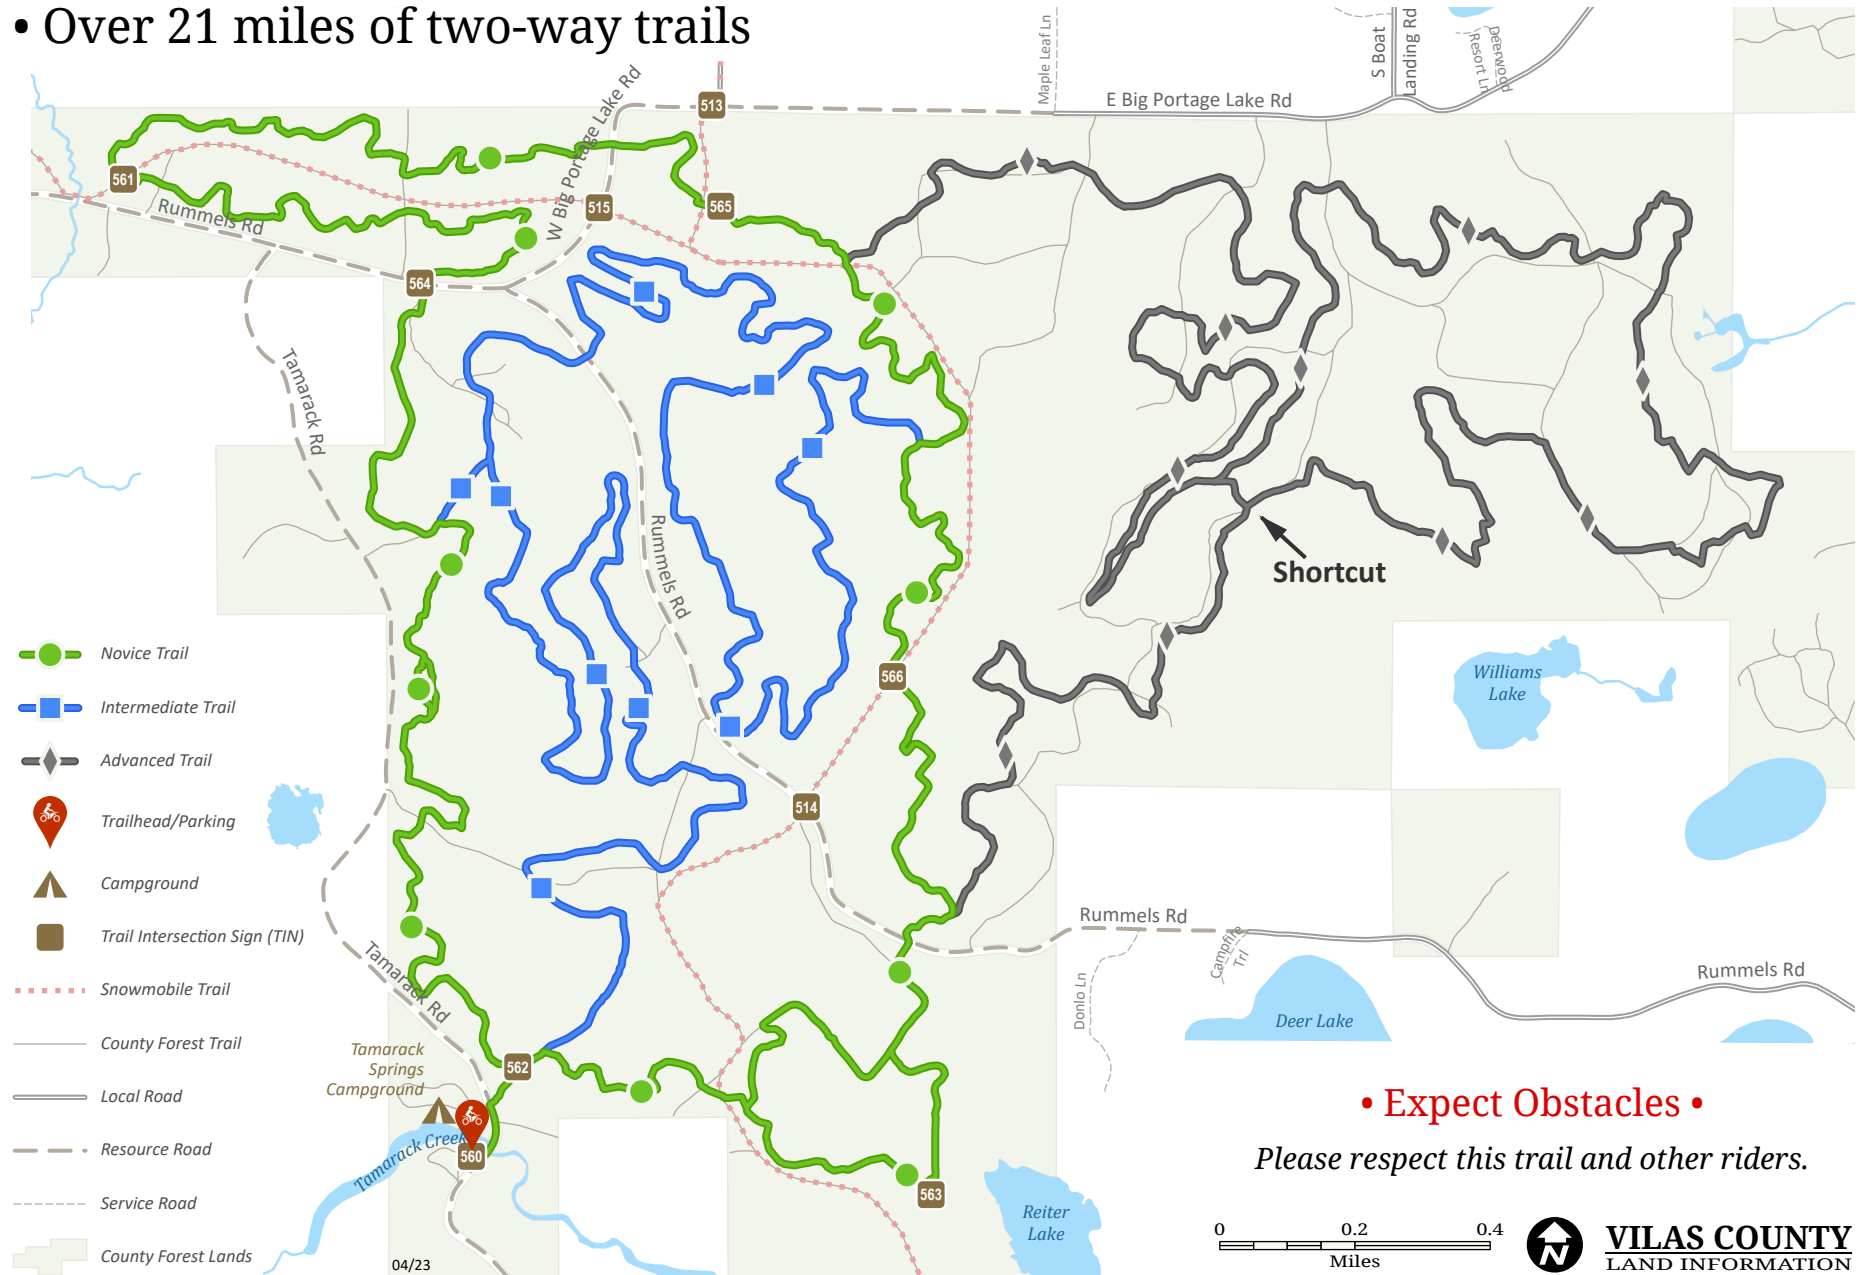 • Over 21 miles of two-way trails
Maple Leaf Ln
S Boat
Landing Rd
Deerwood
Resort Ln
E Big Portage Lake Rd
W Big Portage Lake Rd
513
561
515
565
Rummels Rd
564
Tamarack Rd
Rummels Rd
Shortcut
566
514
Williams
Lake
Novice Trail
Intermediate Trail
Advanced Trail
Trailhead/Parking
Campground
Trail Intersection Sign (TIN)
Snowmobile Trail
County Forest Trail
Local Road
Resource Road
Service Road
County Forest Lands
Tamarack Rd
Rummels Rd
Campfire
Trl
Donlo Ln
Rummels Rd
Deer Lake
Tamarack
Springs
Campground
562
560
Tamarack Creek
563
Reiter
Lake
04/23
• Expect Obstacles •
Please respect this trail and other riders.
0 0.2 0.4
Miles
N
VILAS COUNTY
LAND INFORMATION